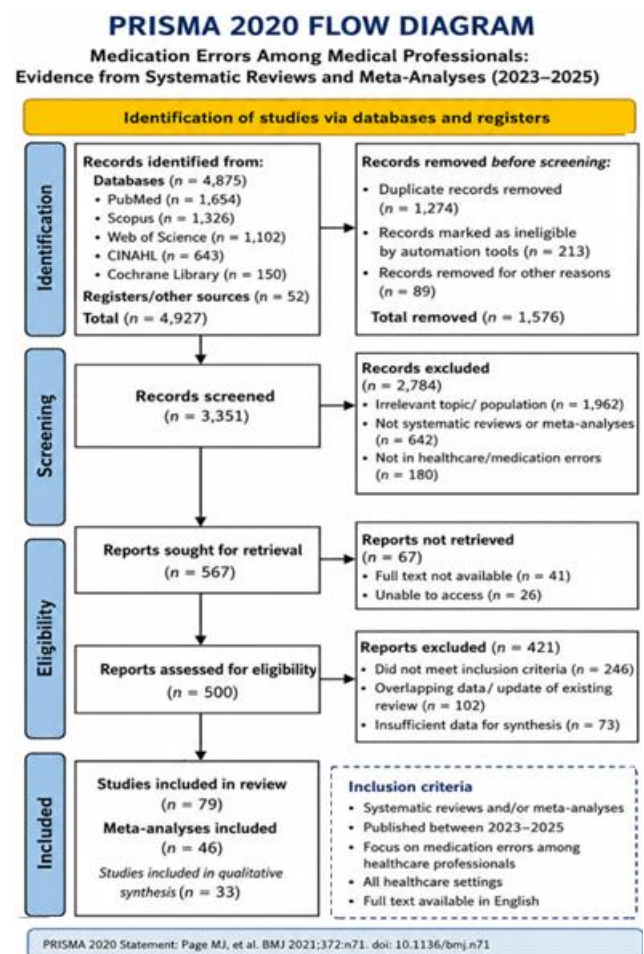 PRISMA 2020 FLOW DIAGRAM
Medication Errors Among Medical Professionals:
Evidence from Systematic Reviews and Meta-Analyses (2023–2025)
Identification of studies via databases and registers
Identification
Records identified from:
Databases (n = 4,875)
• PubMed (n = 1,654)
• Scopus (n = 1,326)
• Web of Science (n = 1,102)
• CINAHL (n = 643)
• Cochrane Library (n = 150)
Registers/other sources (n = 52)
Total (n = 4,927)
Records removed before screening:
• Duplicate records removed
(n = 1,274)
• Records marked as ineligible
by automation tools (n = 213)
• Records removed for other reasons
(n = 89)
Total removed (n = 1,576)
Screening
Records screened
(n = 3,351)
Records excluded
(n = 2,784)
• Irrelevant topic/ population (n = 1,962)
• Not systematic reviews or meta-analyses
(n = 642)
• Not in healthcare/medication errors
(n = 180)
Eligibility
Reports sought for retrieval
(n = 567)
Reports not retrieved
(n = 67)
• Full text not available (n = 41)
• Unable to access (n = 26)
Reports assessed for eligibility
(n = 500)
Reports excluded (n = 421)
• Did not meet inclusion criteria (n = 246)
• Overlapping data/ update of existing
review (n = 102)
• Insufficient data for synthesis (n = 73)
Included
Studies included in review
(n = 79)
Meta-analyses included
(n = 46)
Studies included in qualitative
synthesis (n = 33)
Inclusion criteria
• Systematic reviews and/or meta-analyses
• Published between 2023–2025
• Focus on medication errors among
healthcare professionals
• All healthcare settings
• Full text available in English
PRISMA 2020 Statement: Page MJ, et al. BMJ 2021;372:n71. doi: 10.1136/bmj.n71